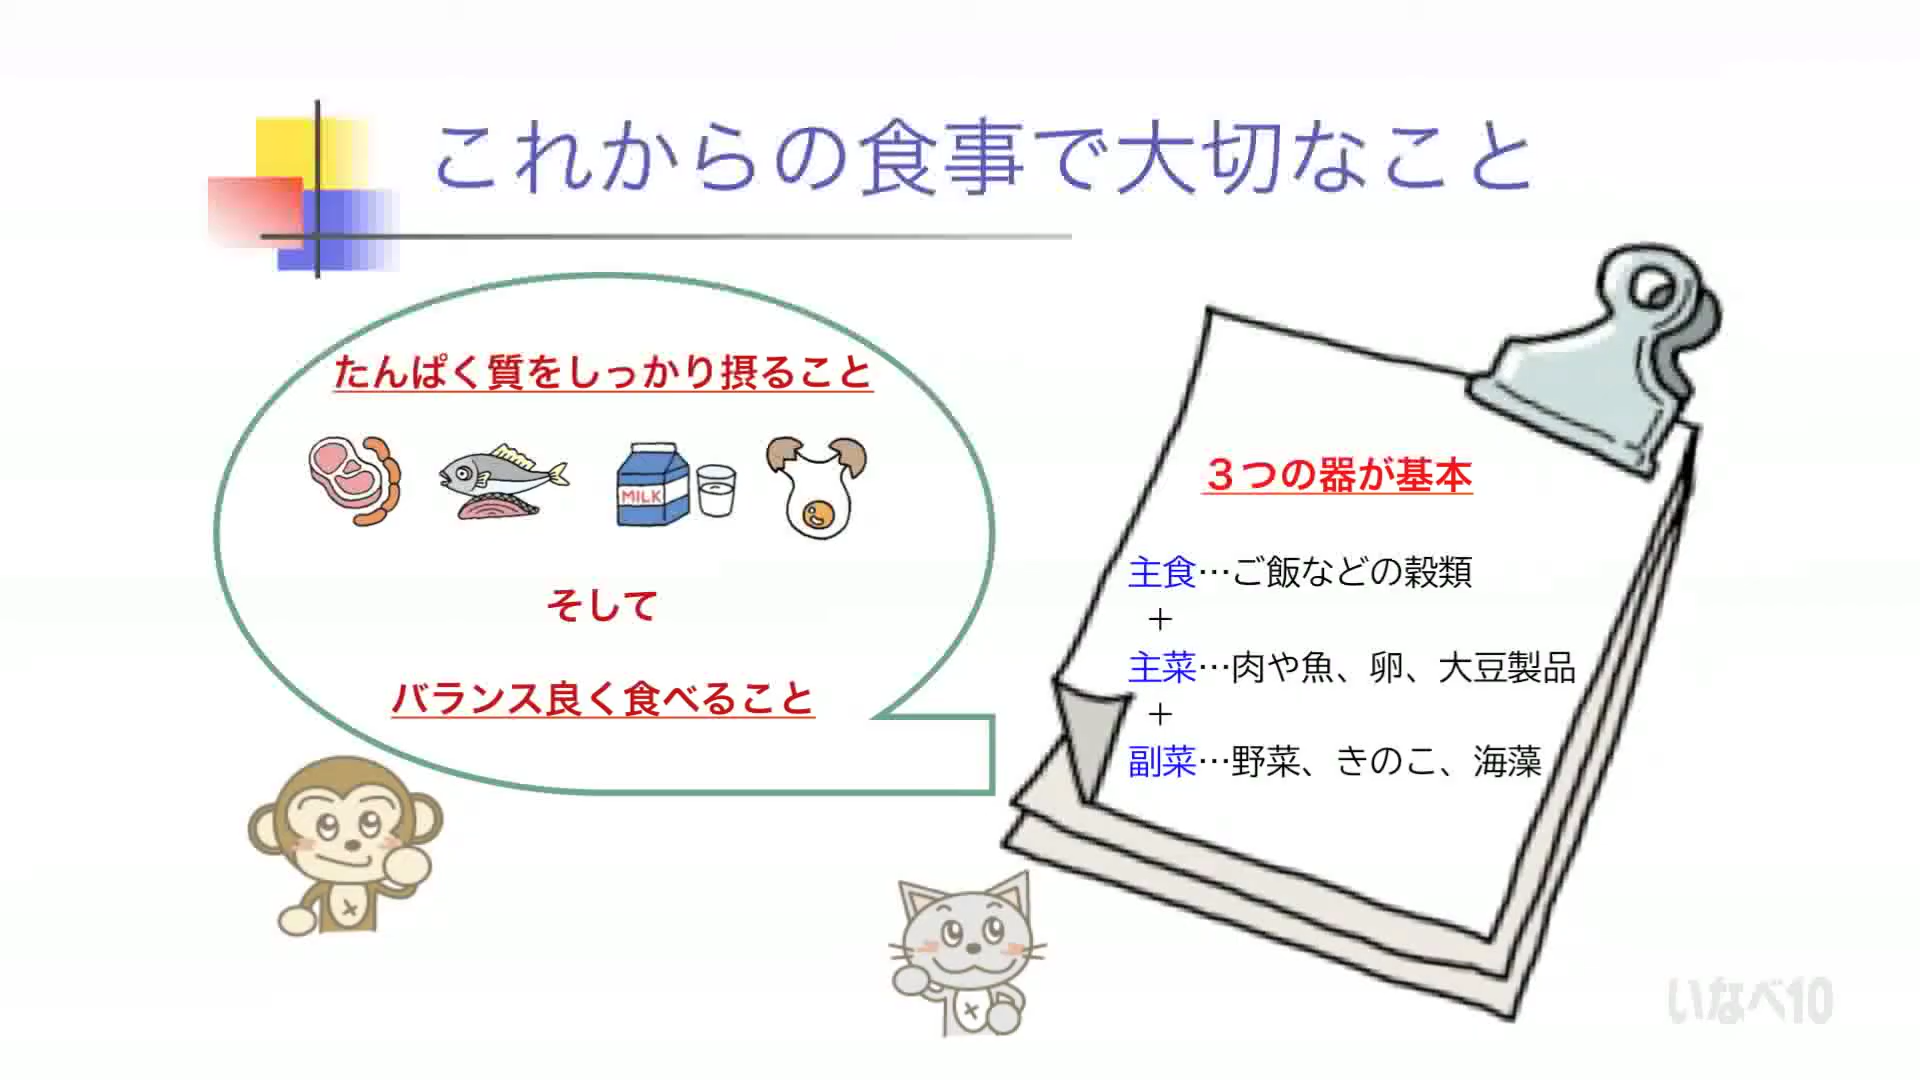 これからの食事で大切なこと
たんぱく質をしっかり摂ること
MILK
そして
バランス良く食べること
３つの器が基本
主食…ご飯などの穀類
＋
主菜…肉や魚、卵、大豆製品
＋
副菜…野菜、きのこ、海藻
いなべ10